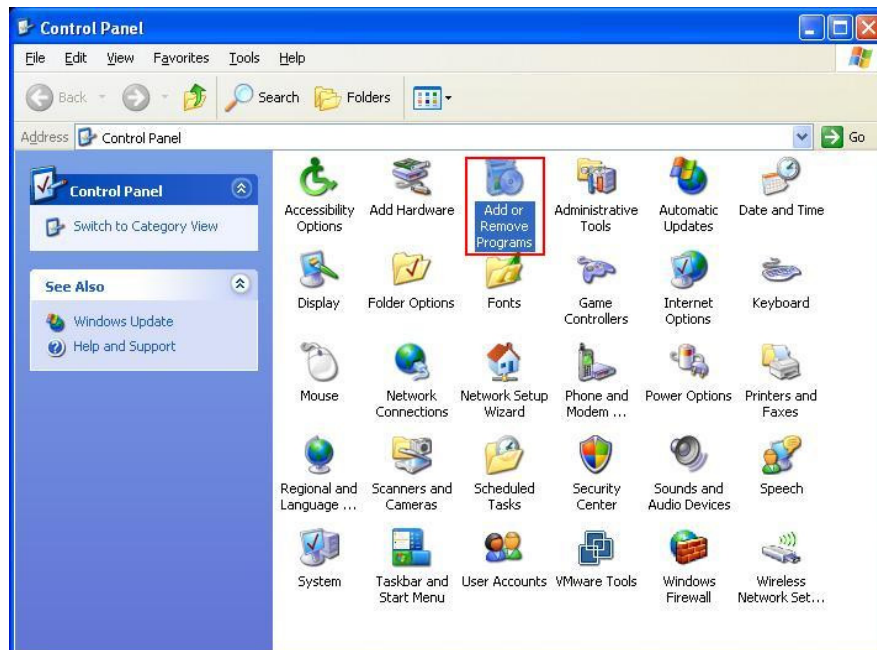 Control Panel
File Edit View Favorites Tools Help
Back Search Folders
Address Control Panel Go
Control Panel
Switch to Category View
See Also
Windows Update
Help and Support
Accessibility Options
Add Hardware
Add or Remove Programs
Administrative Tools
Automatic Updates
Date and Time
Display
Folder Options
Fonts
Game Controllers
Internet Options
Keyboard
Mouse
Network Connections
Network Setup Wizard
Phone and Modem ...
Power Options
Printers and Faxes
Regional and Language ...
Scanners and Cameras
Scheduled Tasks
Security Center
Sounds and Audio Devices
Speech
System
Taskbar and Start Menu
User Accounts
VMware Tools
Windows Firewall
Wireless Network Set...